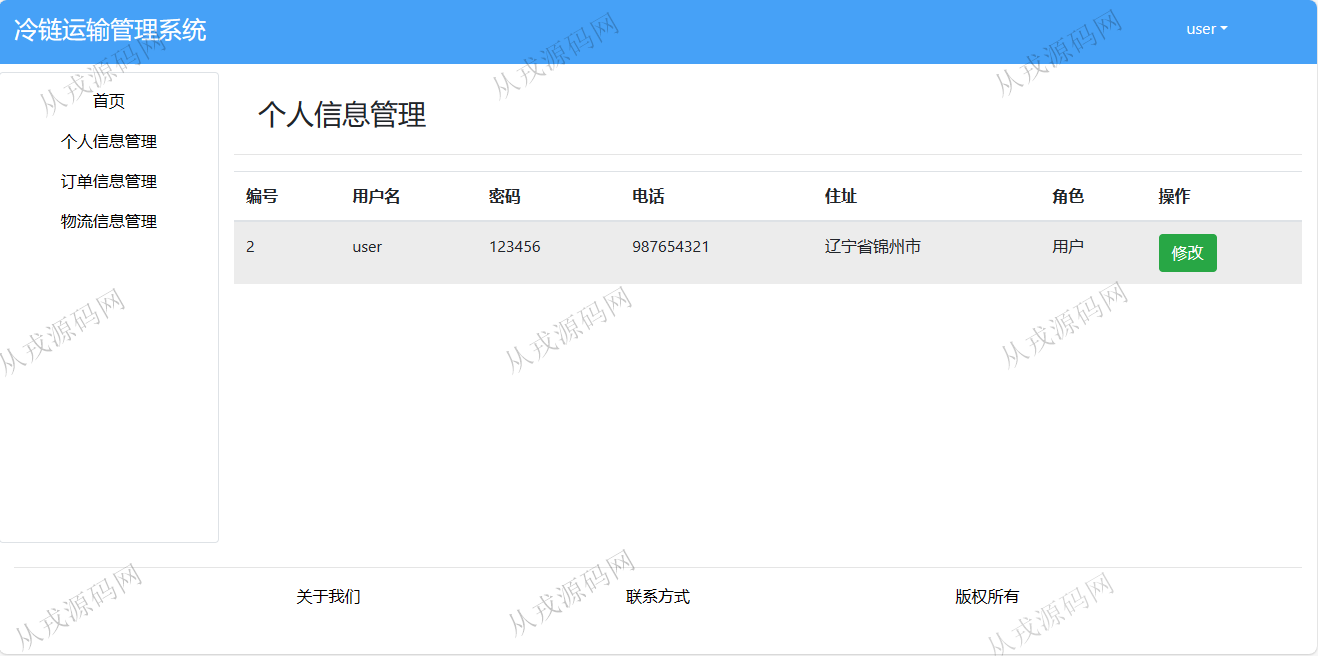 冷链运输管理系统
user
首页
个人信息管理
订单信息管理
物流信息管理
个人信息管理
编号 用户名 密码 电话 住址 角色 操作
2 user 123456 987654321 辽宁省锦州市 用户 修改
关于我们 联系方式 版权所有
从戎源码网
从戎源码网
从戎源码网
从戎源码网
从戎源码网
从戎源码网
从戎源码网
从戎源码网
从戎源码网